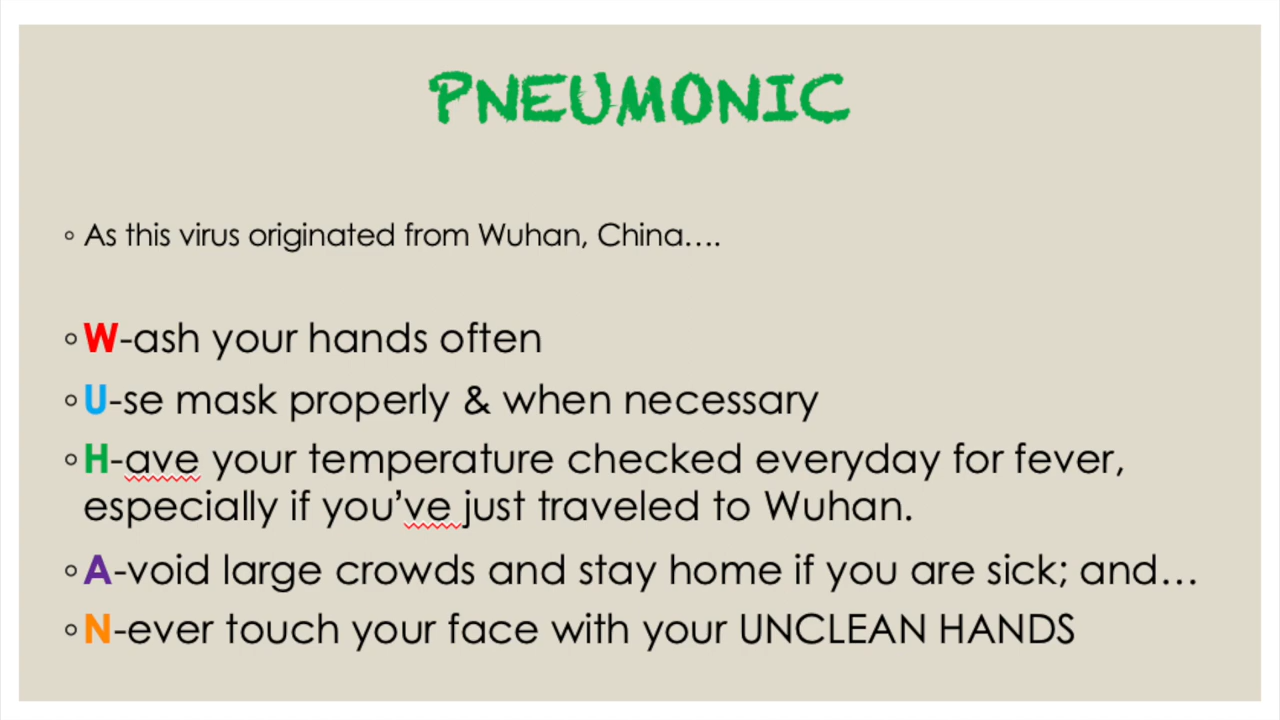 PNEUMONIC
◦ As this virus originated from Wuhan, China....
◦ W-ash your hands often
◦ U-se mask properly & when necessary
◦ H-ave your temperature checked everyday for fever,
especially if you’ve just traveled to Wuhan.
◦ A-void large crowds and stay home if you are sick; and...
◦ N-ever touch your face with your UNCLEAN HANDS